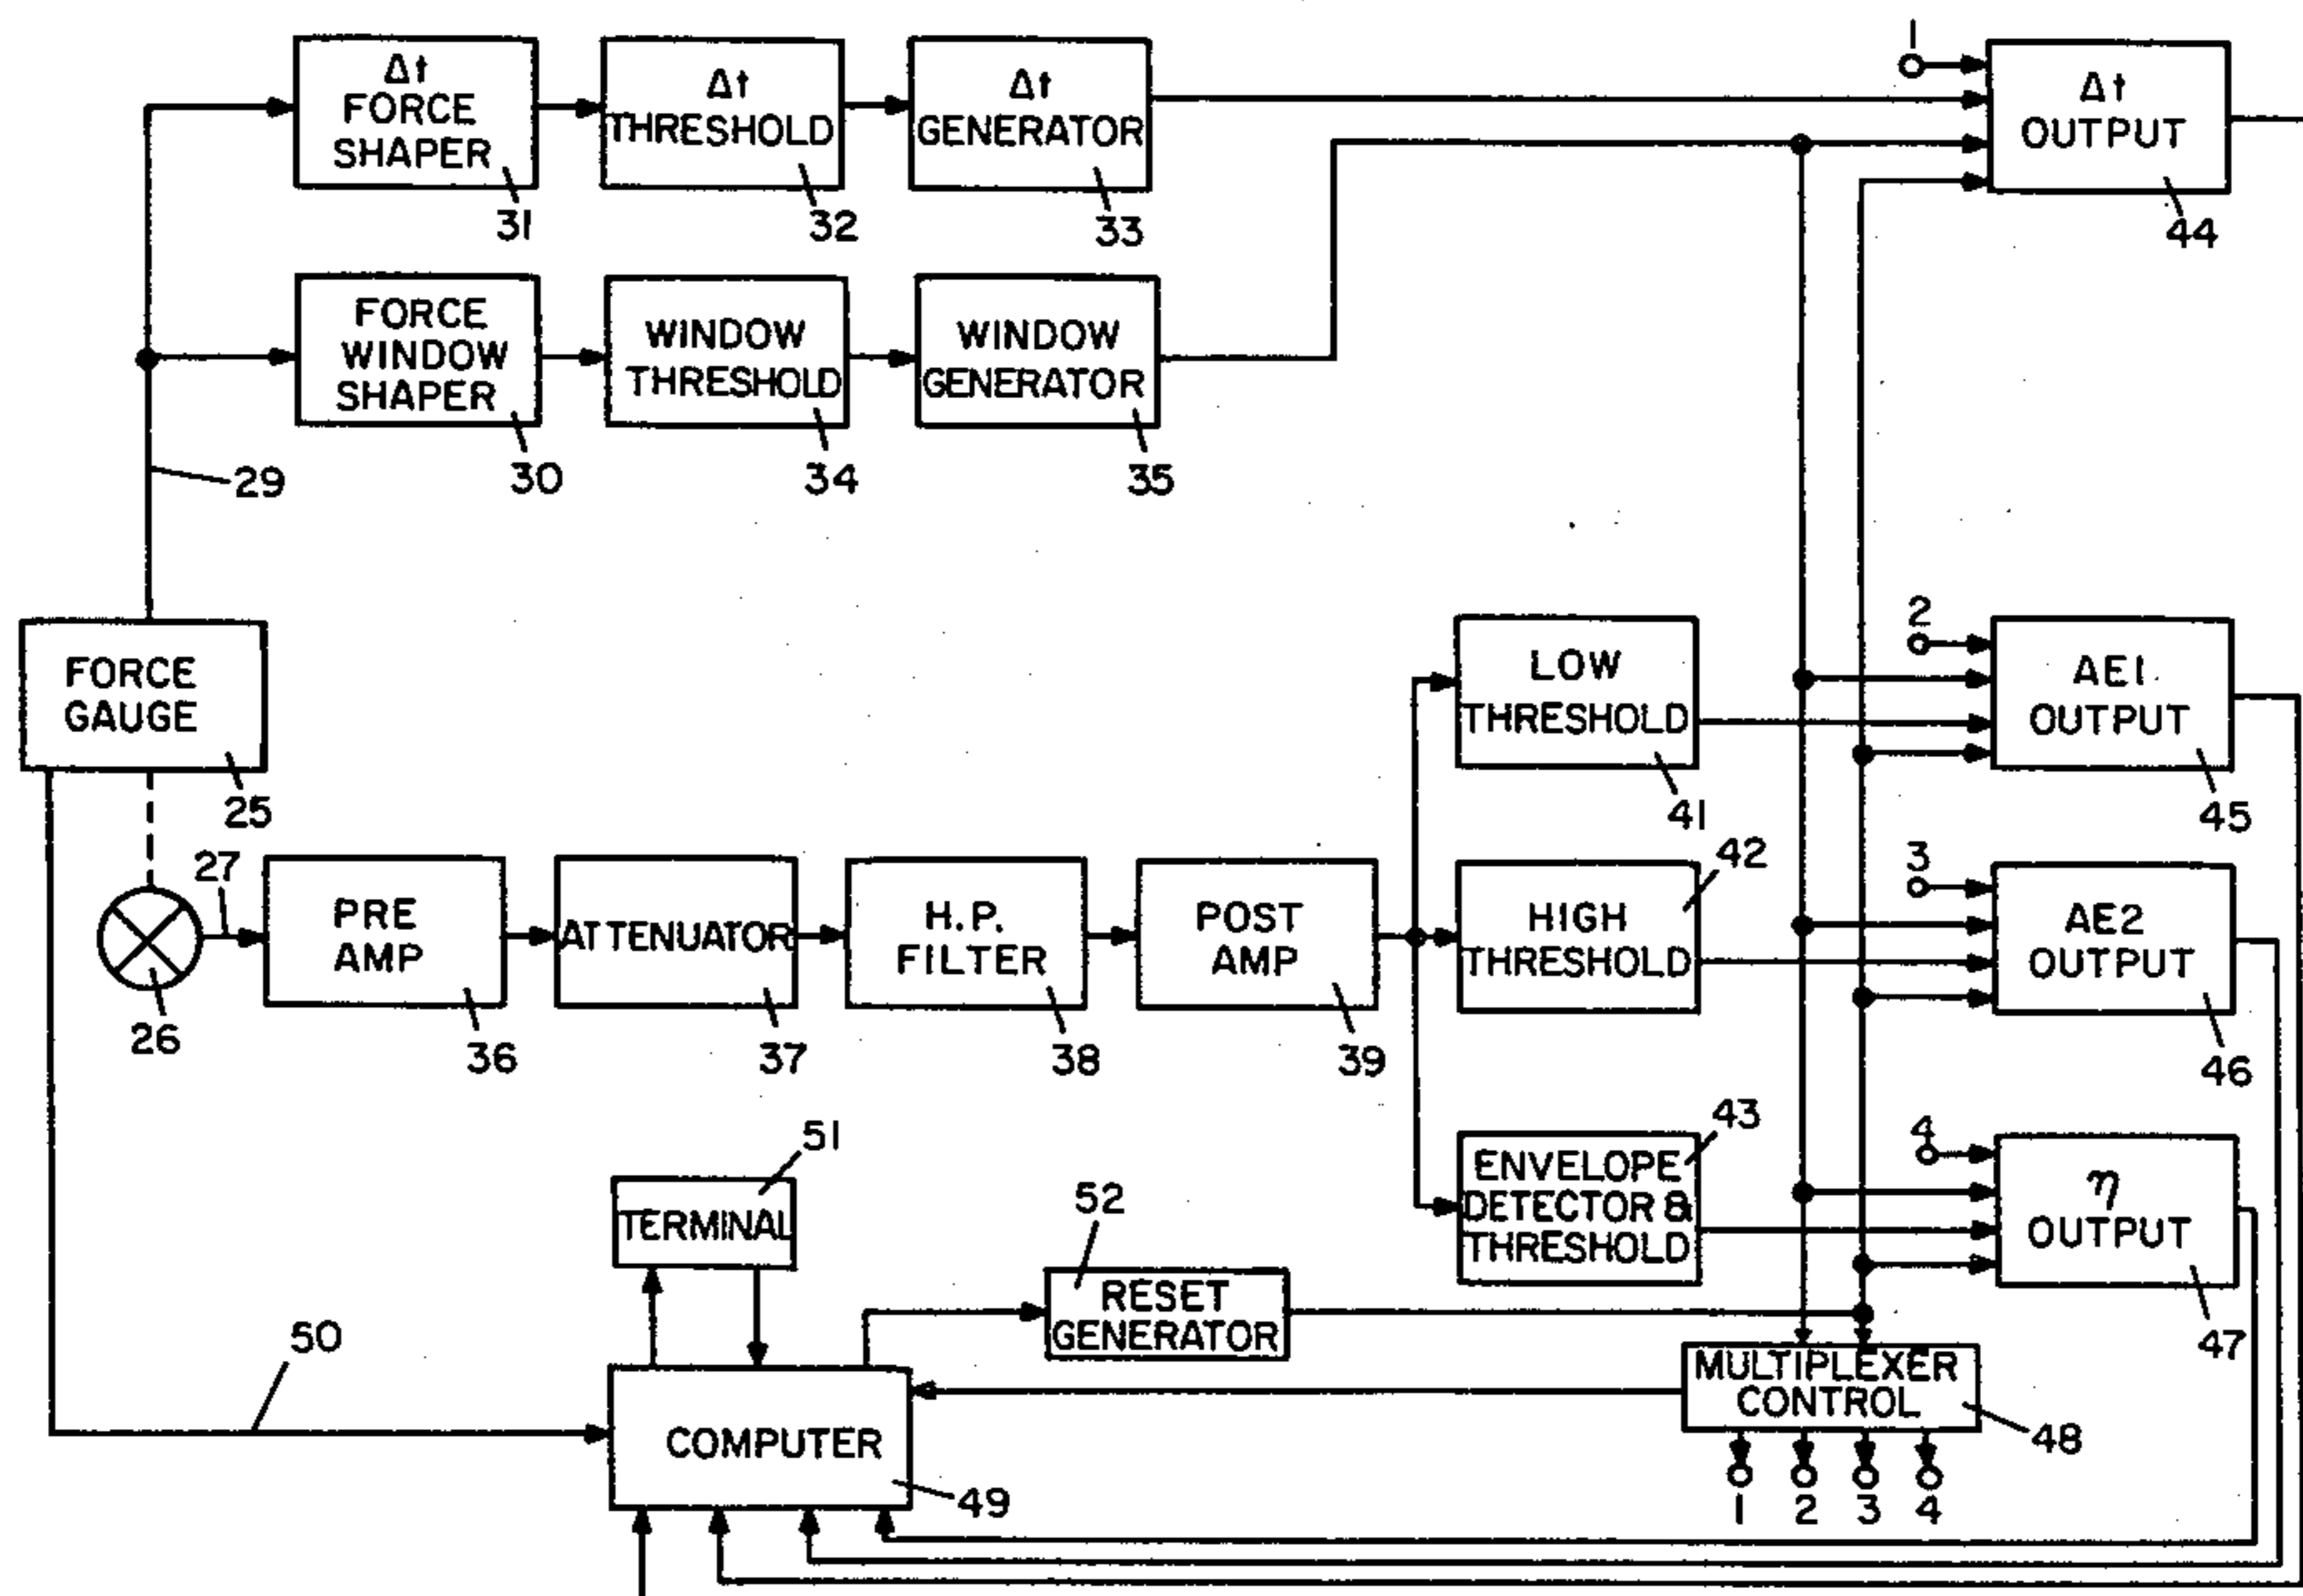 Δt
FORCE
SHAPER
31
Δt
THRESHOLD
32
Δt
GENERATOR
33
1
Δt
OUTPUT
44
FORCE
WINDOW
SHAPER
30
WINDOW
THRESHOLD
34
WINDOW
GENERATOR
35
29
FORCE
GAUGE
25
LOW
THRESHOLD
41
2
AE1
OUTPUT
45
27
26
PRE
AMP
36
ATTENUATOR
37
H.P.
FILTER
38
POST
AMP
39
HIGH
THRESHOLD
42
3
AE2
OUTPUT
46
ENVELOPE
DETECTOR &
THRESHOLD
43
4
η
OUTPUT
47
51
TERMINAL
52
RESET
GENERATOR
50
COMPUTER
49
MULTIPLEXER
CONTROL
48
1 2 3 4